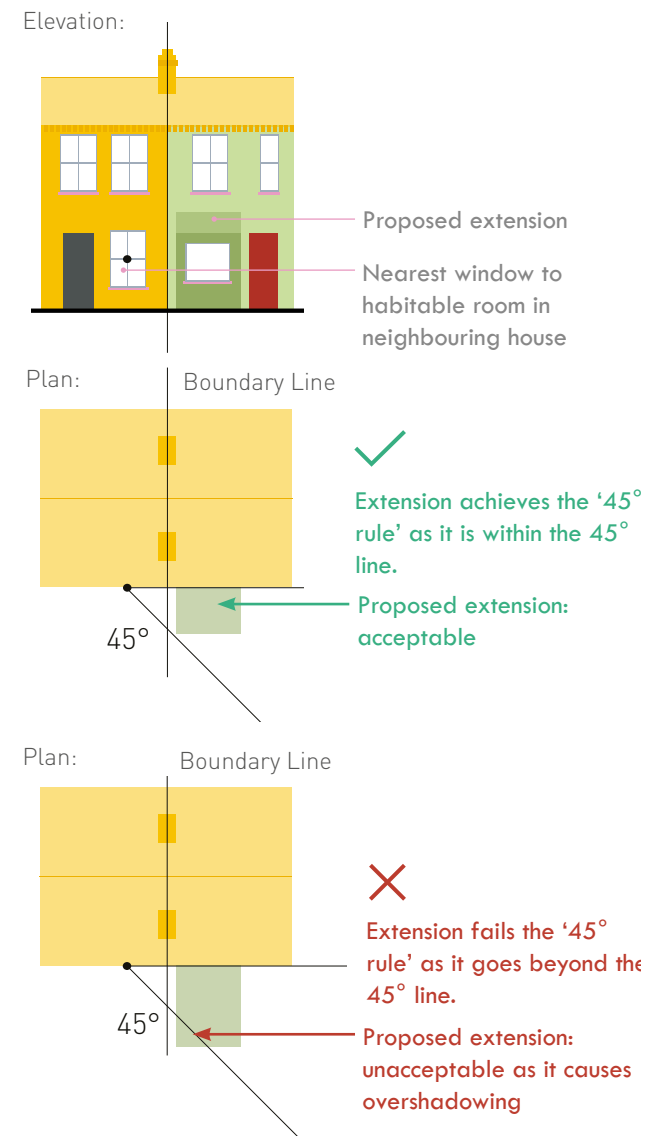 Elevation:
Proposed extension
Nearest window to
habitable room in
neighbouring house
Plan:
Boundary Line
Extension achieves the ‘45°
rule’ as it is within the 45°
line.
Proposed extension:
acceptable
45°
Plan:
Boundary Line
Extension fails the ‘45°
rule’ as it goes beyond the
45° line.
45°
Proposed extension:
unacceptable as it causes
overshadowing